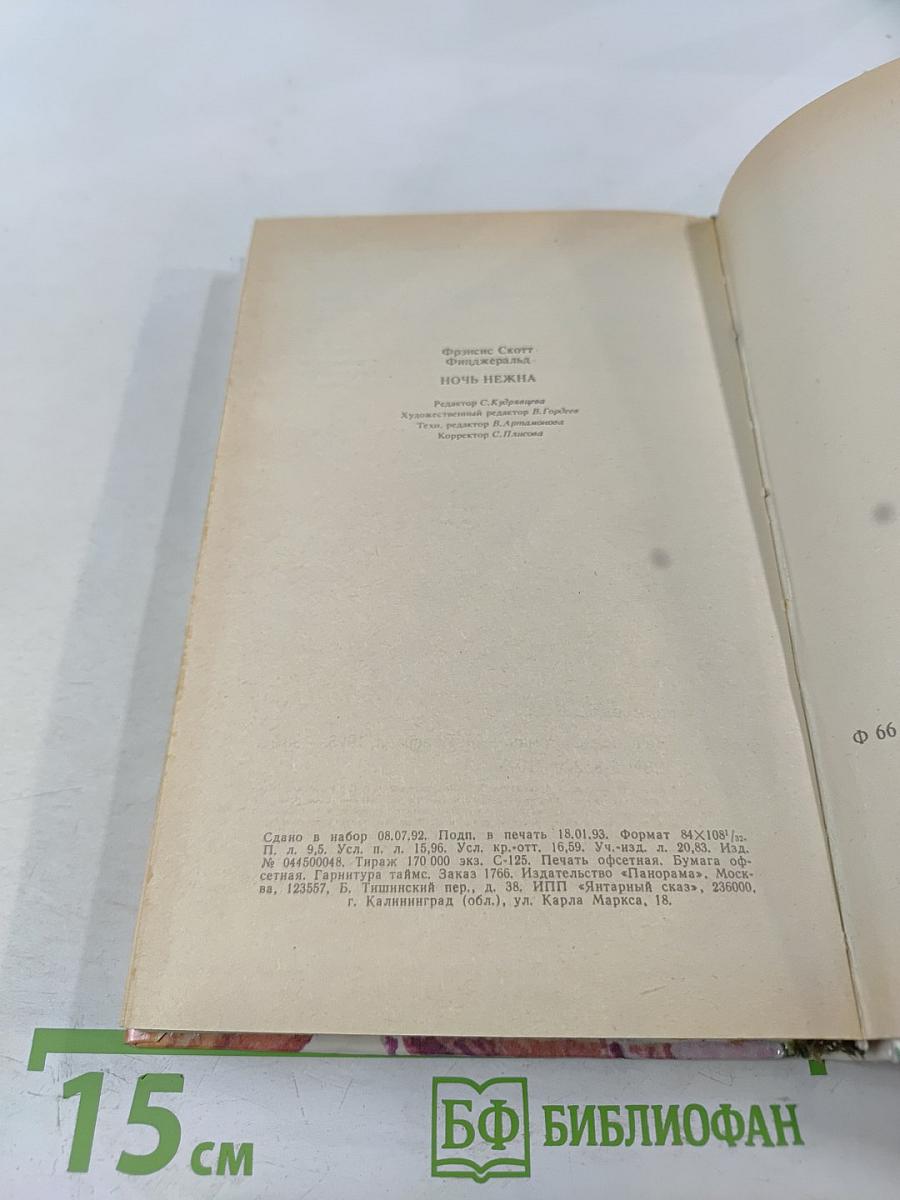 Фрэнсис Скотт
Фицджеральд
НОЧЬ НЕЖНА
Редактор С.Кудрявцева
Художественный редактор В.Гордеев
Техн. редактор В.Артамонова
Корректор С.Плисова
Ф 66
Сдано в набор 08.07.92. Подп. в печать 18.01.93. Формат 84×108¹/₃₂.
П. л. 9,5. Усл. п. л. 15,96. Усл. кр.-отт. 16,59. Уч.-изд. л. 20,83. Изд.
№ 044500048. Тираж 170 000 экз. С-125. Печать офсетная. Бумага оф-
сетная. Гарнитура таймс. Заказ 1766. Издательство «Панорама». Моск-
ва, 123557, Б. Тишинский пер., д. 38. ИПП «Янтарный сказ», 236000,
г. Калининград (обл.), ул. Карла Маркса, 18.
15 см
БФ БИБЛИОФАН